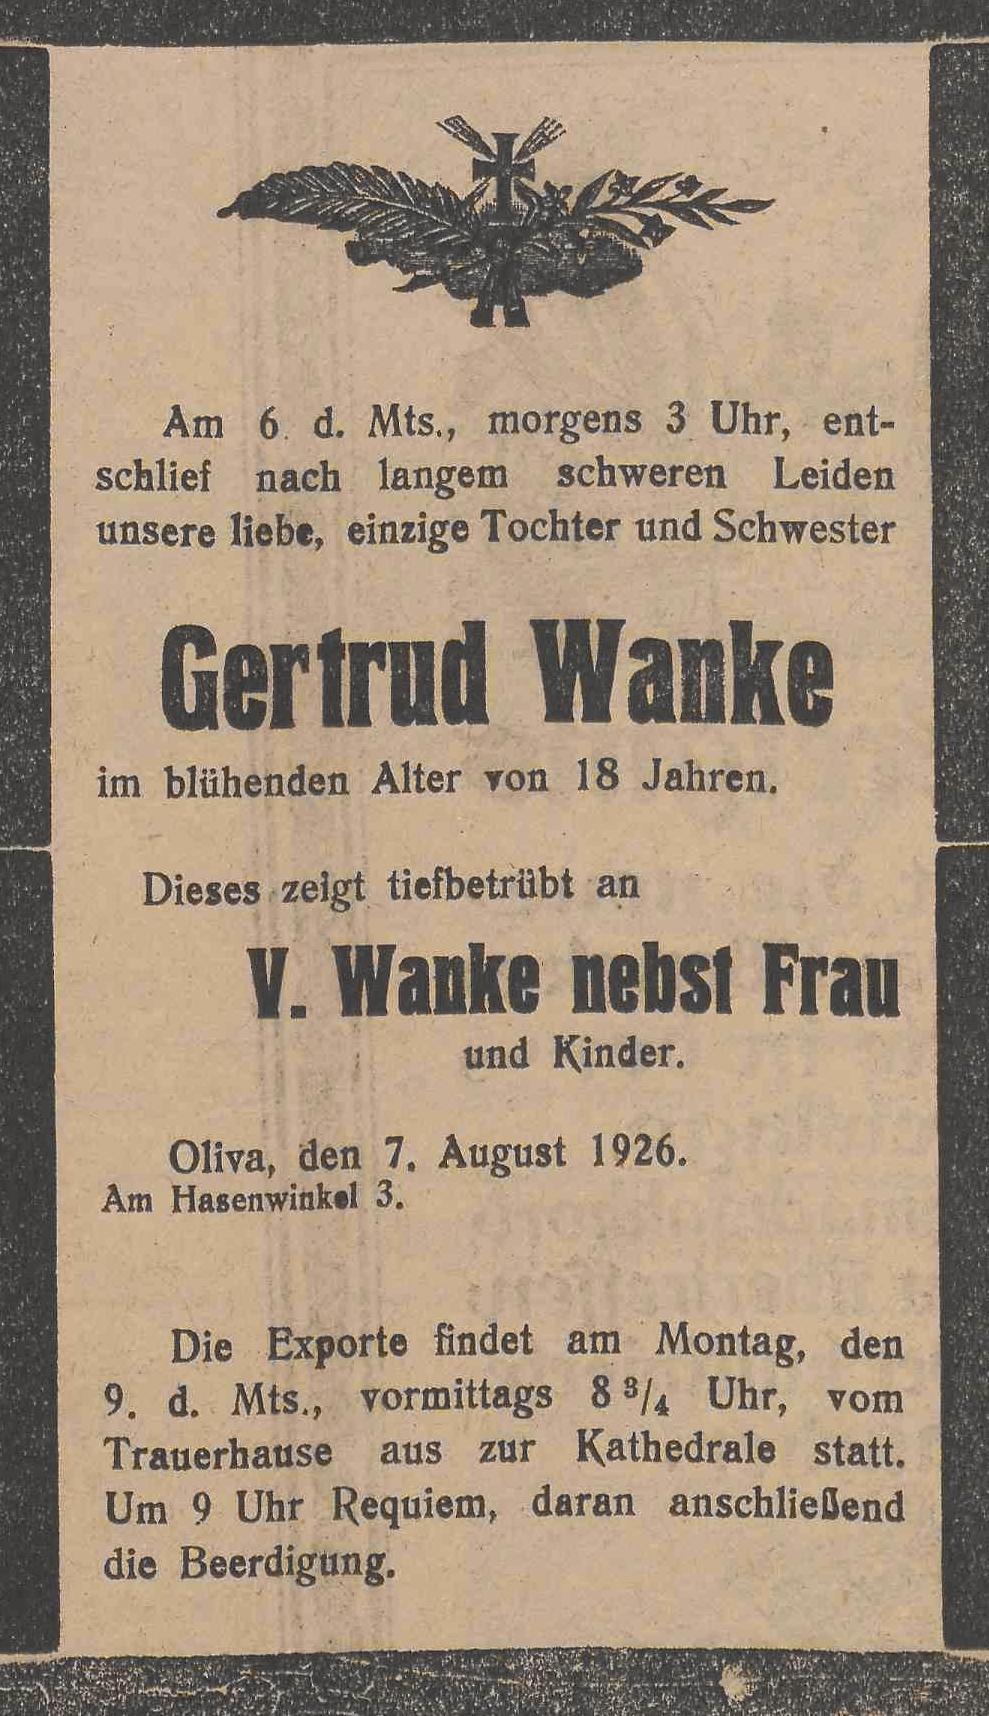 Am 6. d. Mts., morgens 3 Uhr, ent-
schlief nach langem schweren Leiden
unsere liebe, einzige Tochter und Schwester
Gertrud Wanke
im blühenden Alter von 18 Jahren.
Dieses zeigt tiefbetrübt an
V. Wanke nebst Frau
und Kinder.
Oliva, den 7. August 1926.
Am Hasenwinkel 3.
Die Exporte findet am Montag, den
9. d. Mts., vormittags 8 3/4 Uhr, vom
Trauerhause aus zur Kathedrale statt.
Um 9 Uhr Requiem, daran anschließend
die Beerdigung.